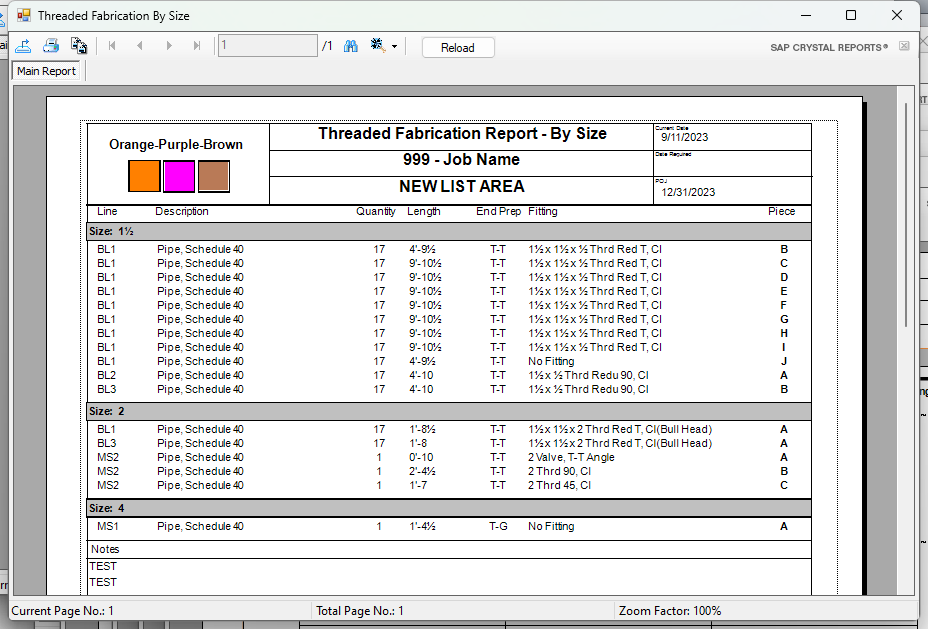 Threaded Fabrication By Size
1 /1 Reload SAP CRYSTAL REPORTS®
Main Report
Orange-Purple-Brown
Threaded Fabrication Report - By Size
999 - Job Name
NEW LIST AREA
Current Date
9/11/2023
Date Required
12/31/2023
Line Description Quantity Length End Prep Fitting Piece
Size: 1½
BL1 Pipe, Schedule 40 17 4'-9½ T-T 1½ x 1½ x ½ Thrd Red T, CI B
BL1 Pipe, Schedule 40 17 9'-10½ T-T 1½ x 1½ x ½ Thrd Red T, CI C
BL1 Pipe, Schedule 40 17 9'-10½ T-T 1½ x 1½ x ½ Thrd Red T, CI D
BL1 Pipe, Schedule 40 17 9'-10½ T-T 1½ x 1½ x ½ Thrd Red T, CI E
BL1 Pipe, Schedule 40 17 9'-10½ T-T 1½ x 1½ x ½ Thrd Red T, CI F
BL1 Pipe, Schedule 40 17 9'-10½ T-T 1½ x 1½ x ½ Thrd Red T, CI G
BL1 Pipe, Schedule 40 17 9'-10½ T-T 1½ x 1½ x ½ Thrd Red T, CI H
BL1 Pipe, Schedule 40 17 9'-10½ T-T 1½ x 1½ x ½ Thrd Red T, CI I
BL1 Pipe, Schedule 40 17 4'-9½ T-T No Fitting J
BL2 Pipe, Schedule 40 17 4'-10 T-T 1½ x ½ Thrd Redu 90, CI A
BL3 Pipe, Schedule 40 17 4'-10 T-T 1½ x ½ Thrd Redu 90, CI B
Size: 2
BL1 Pipe, Schedule 40 17 1'-8½ T-T 1½ x 1½ x 2 Thrd Red T, CI(Bull Head) A
BL3 Pipe, Schedule 40 17 1'-8 T-T 1½ x 1½ x 2 Thrd Red T, CI(Bull Head) A
MS2 Pipe, Schedule 40 1 0'-10 T-T 2 Valve, T-T Angle A
MS2 Pipe, Schedule 40 1 2'-4½ T-T 2 Thrd 90, CI B
MS2 Pipe, Schedule 40 1 1'-7 T-T 2 Thrd 45, CI C
Size: 4
MS1 Pipe, Schedule 40 1 1'-4½ T-G No Fitting A
Notes
TEST
TEST
Current Page No.: 1 Total Page No.: 1 Zoom Factor: 100%